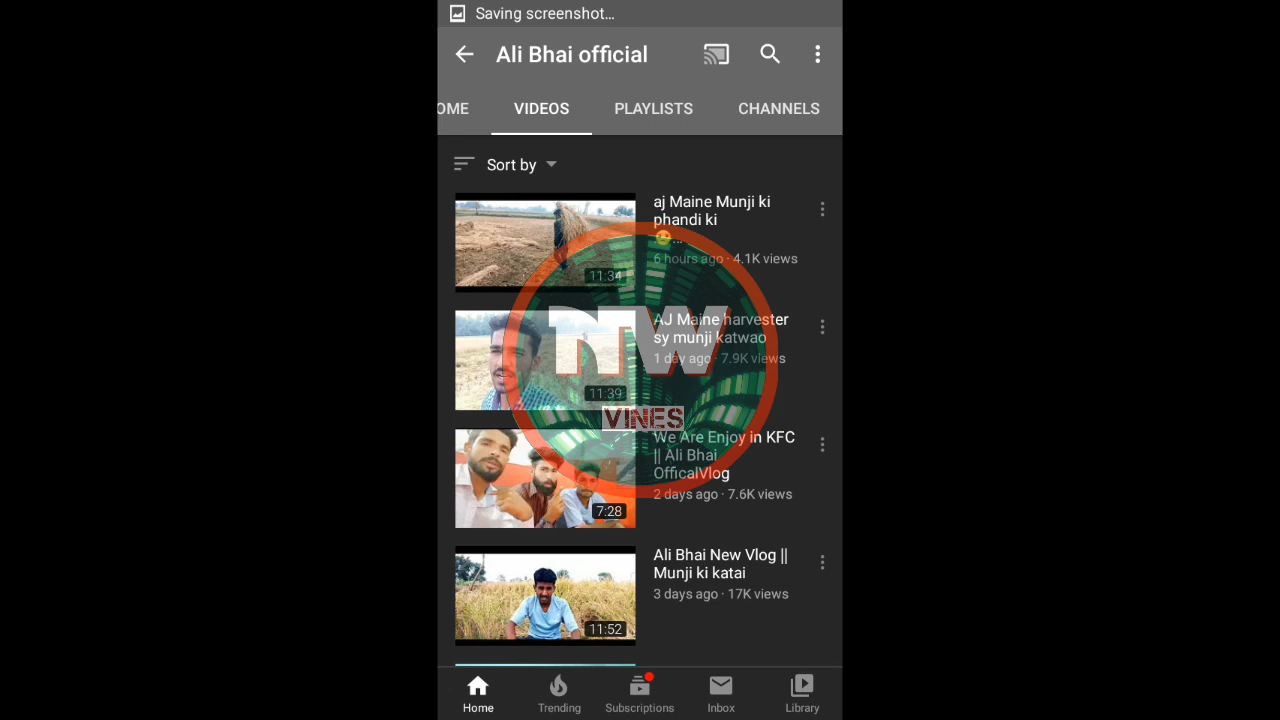 Saving screenshot...
Ali Bhai official
OME
VIDEOS
PLAYLISTS
CHANNELS
Sort by
aj Maine Munji ki
phandi ki
...
6 hours ago · 4.1K views
11:34
AJ Maine harvester
sy munji katwao
1 day ago · 7.9K views
11:39
We Are Enjoy in KFC
|| Ali Bhai
OfficalVlog
2 days ago · 7.6K views
7:28
Ali Bhai New Vlog ||
Munji ki katai
3 days ago · 17K views
11:52
VINES
Home
Trending
Subscriptions
Inbox
Library